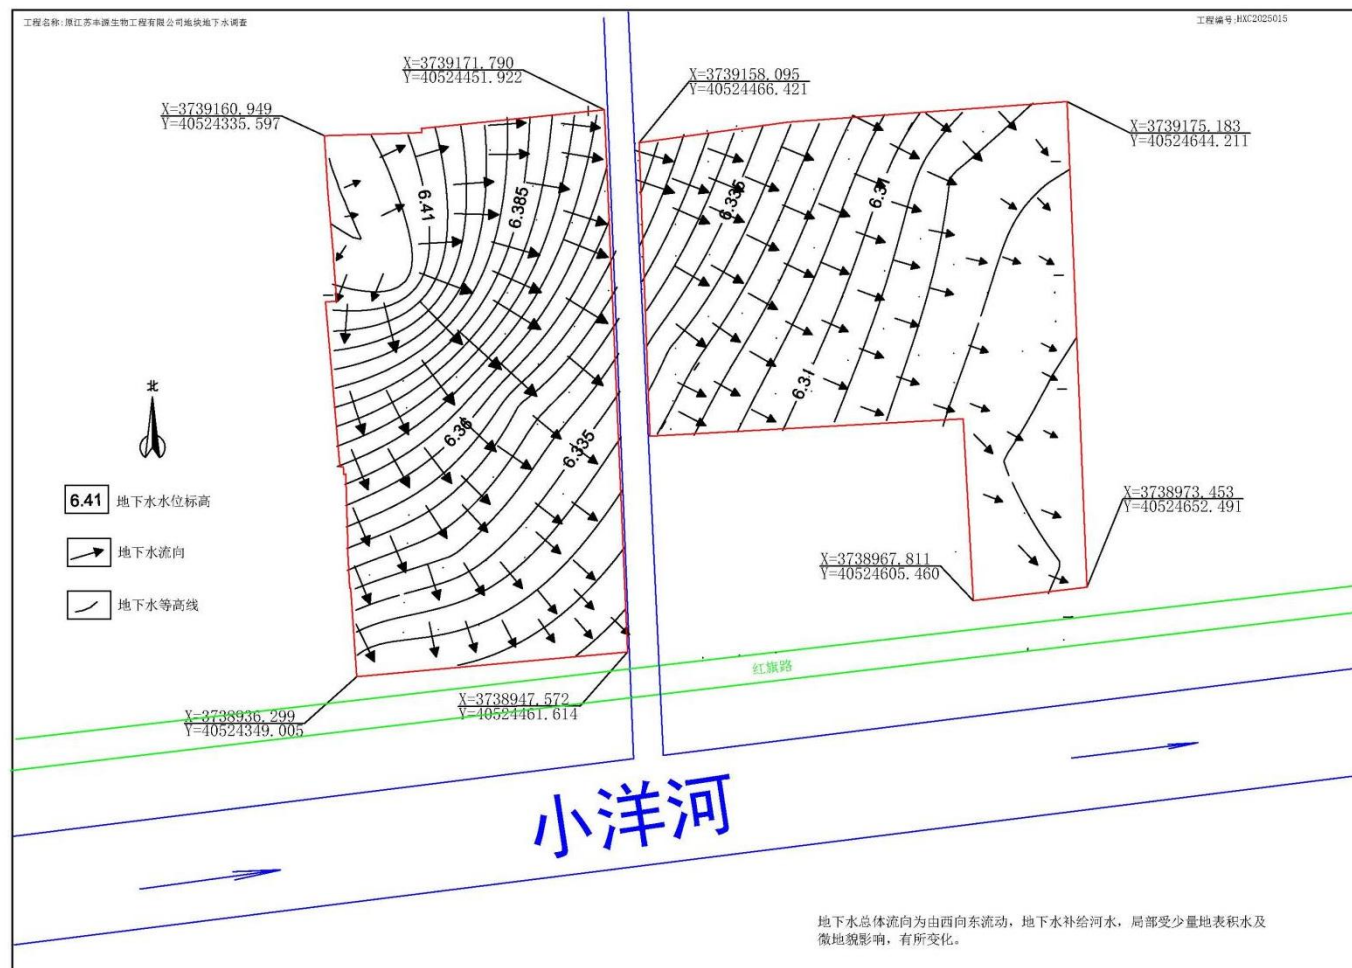 工程名称:原江苏丰源生物工程有限公司地块地下水调查
工程编号:HXC2025015
X=3739171.790
Y=40524451.922
X=3739158.095
Y=40524466.421
X=3739160.949
Y=40524335.597
X=3739175.183
Y=40524644.211
6.41
6.385
6.335
6.31
北
6.36
6.335
6.31
6.41 地下水水位标高
地下水流向
地下水等高线
X=3738973.453
Y=40524652.491
X=3738967.811
Y=40524605.460
红旗路
X=3738936.299
Y=40524349.005
X=3738947.572
Y=40524461.614
小洋河
地下水总体流向为由西向东流动，地下水补给河水，局部受少量地表积水及
微地貌影响，有所变化。